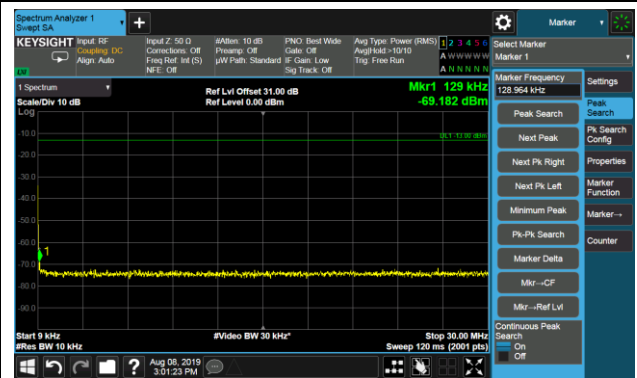 Spectrum Analyzer 1
Swept SA
+
Marker
KEYSIGHT
Input: RF
Coupling: DC
Align: Auto
Input Z: 50 Ω
Corrections: Off
Freq Ref: Int (S)
NFE: Off
#Atten: 10 dB
Preamp: Off
µW Path: Standard
PNO: Best Wide
Gate: Off
IF Gain: Low
Sig Track: Off
Avg Type: Power (RMS)
Avg|Hold:>10/10
Trig: Free Run
1 2 3 4 5 6
A W W W W W
A N N N N N
Select Marker
Marker 1
LW
1 Spectrum
Scale/Div 10 dB
Log
Ref Lvl Offset 31.00 dB
Ref Level 0.00 dBm
Mkr1 129 kHz
-69.182 dBm
DL1 -13.00 dBm
-10.0
-20.0
-30.0
-40.0
-50.0
-60.0
-70.0
-80.0
-90.0
1
Start 9 kHz
#Res BW 10 kHz
#Video BW 30 kHz*
Stop 30.00 MHz
Sweep 120 ms (2001 pts)
Marker Frequency
128.964 kHz
Peak Search
Next Peak
Next Pk Right
Next Pk Left
Minimum Peak
Pk-Pk Search
Marker Delta
Mkr→CF
Mkr→Ref Lvl
Continuous Peak
Search
On
Off
Settings
Peak
Search
Pk Search
Config
Properties
Marker
Function
Marker→
Counter
?
Aug 08, 2019
3:01:23 PM